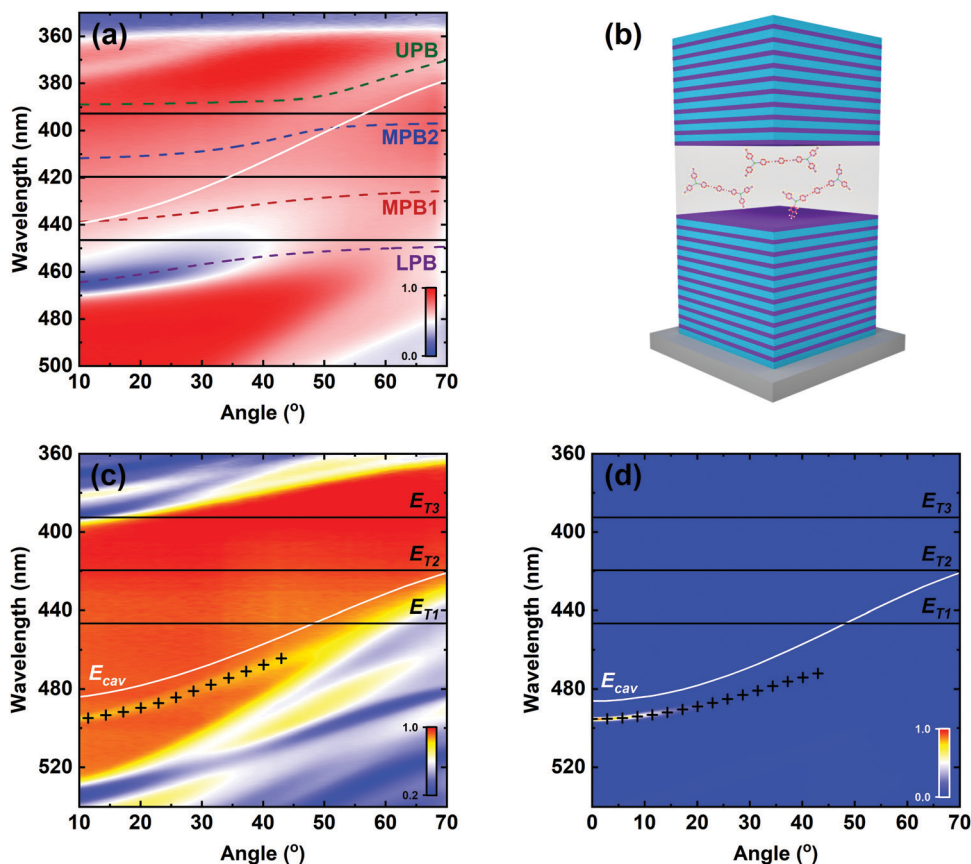 (a)
UPB
MPB2
MPB1
LPB
1.0
0.0
360
380
400
420
440
460
480
500
Wavelength (nm)
10 20 30 40 50 60 70
Angle (°)
(b)
(c)
E_T3
E_T2
E_T1
E_cav
1.0
0.2
360
400
440
480
520
Wavelength (nm)
10 20 30 40 50 60 70
Angle (°)
(d)
E_T3
E_T2
E_T1
E_cav
1.0
0.0
360
400
440
480
520
Wavelength (nm)
0 10 20 30 40 50 60 70
Angle (°)